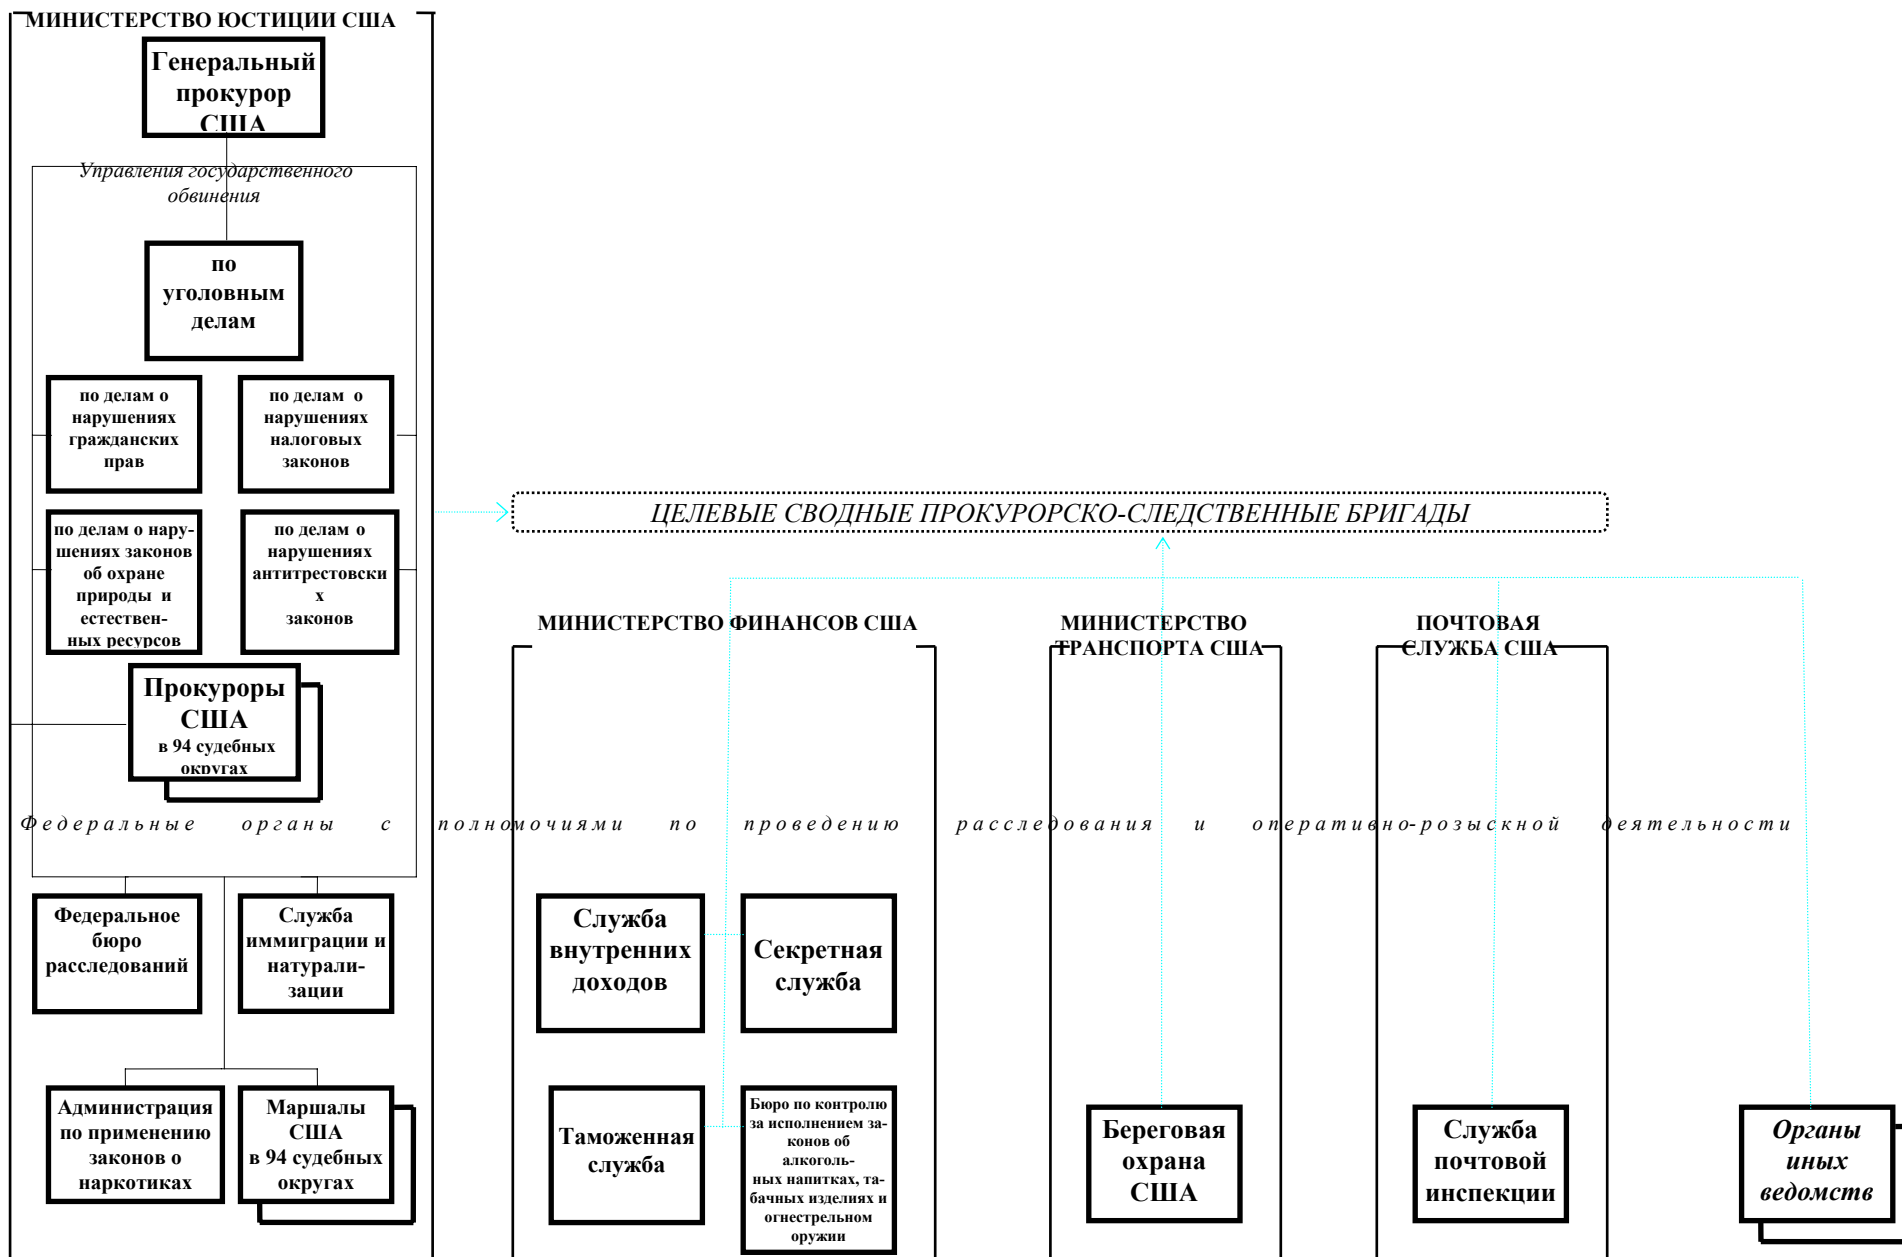 МИНИСТЕРСТВО ЮСТИЦИИ США
Генеральный
прокурор
США
Управления государственного
обвинения
по
уголовным
делам
по делам о
нарушениях
гражданских
прав
по делам о
нарушениях
налоговых
законов
по делам о нару-
шениях законов
об охране
природы и
естествен-
ных ресурсов
по делам о
нарушениях
антитрестовски
х
законов
Прокуроры
США
в 94 судебных
округах
ЦЕЛЕВЫЕ СВОДНЫЕ ПРОКУРОРСКО-СЛЕДСТВЕННЫЕ БРИГАДЫ
МИНИСТЕРСТВО ФИНАНСОВ США
МИНИСТЕРСТВО
ТРАНСПОРТА США
ПОЧТОВАЯ
СЛУЖБА США
Федеральные органы с полномочиями по проведению расследования и оперативно-розыскной деятельности
Федеральное
бюро
расследований
Служба
иммиграции и
натурали-
зации
Служба
внутренних
доходов
Секретная
служба
Администрация
по применению
законов о
наркотиках
Маршалы
США
в 94 судебных
округах
Таможенная
служба
Бюро по контролю
за исполнением за-
конов об
алкоголь-
ных напитках, та-
бачных изделиях и
огнестрельном
оружии
Береговая
охрана
США
Служба
почтовой
инспекции
Органы
иных
ведомств